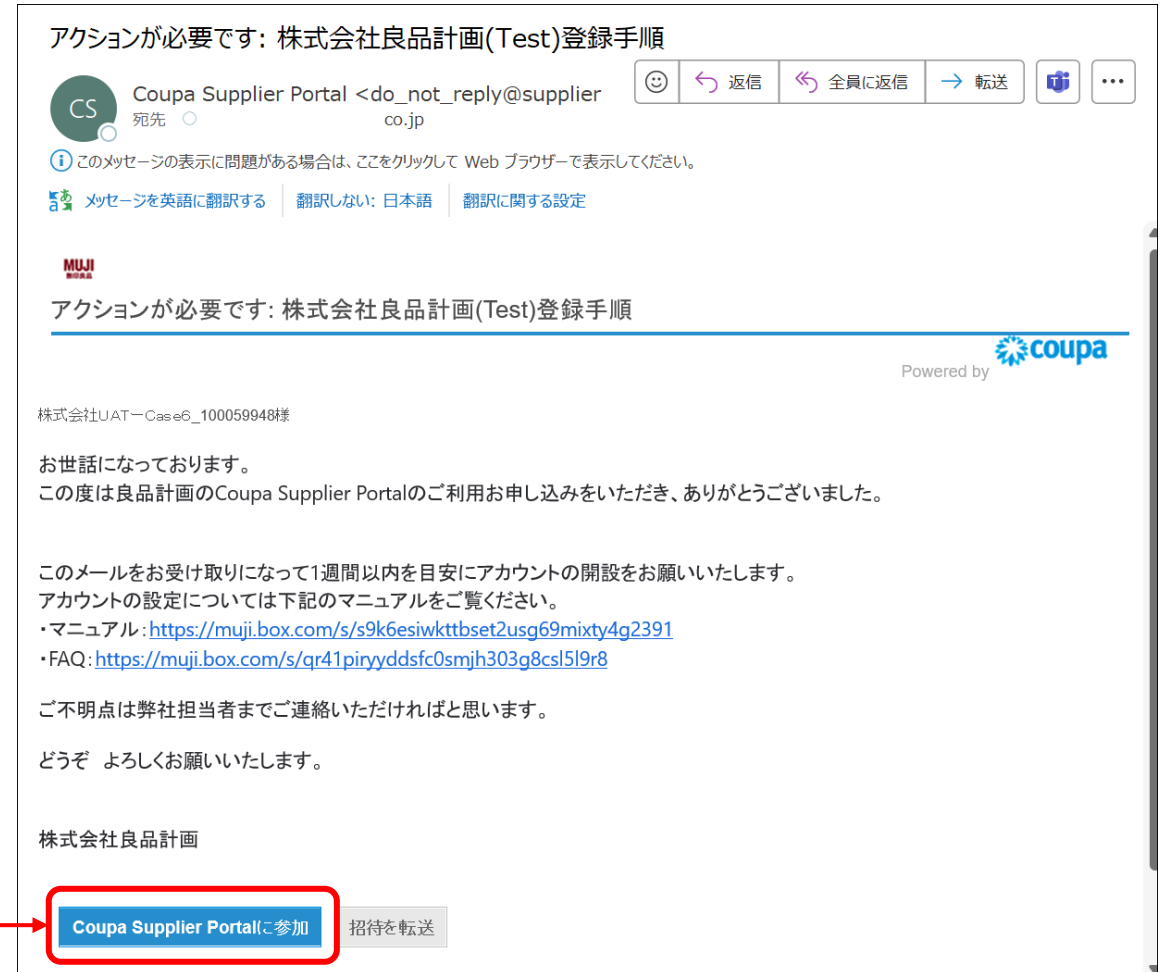 アクションが必要です: 株式会社良品計画(Test)登録手順
返信
全員に返信
転送
CS
Coupa Supplier Portal <do_not_reply@supplier
宛先
co.jp
このメッセージの表示に問題がある場合は、ここをクリックして Web ブラウザーで表示してください。
メッセージを英語に翻訳する
翻訳しない: 日本語
翻訳に関する設定
MUJI
無印良品
アクションが必要です: 株式会社良品計画(Test)登録手順
Powered by coupa
株式会社UAT－Case6_100059948様
お世話になっております。
この度は良品計画のCoupa Supplier Portalのご利用お申し込みをいただき、ありがとうございました。
このメールをお受け取りになって1週間以内を目安にアカウントの開設をお願いいたします。
アカウントの設定については下記のマニュアルをご覧ください。
・マニュアル：https://muji.box.com/s/s9k6esiwkttbset2usg69mixty4g2391
・FAQ：https://muji.box.com/s/qr41piryyddsfc0smjh303g8csl5l9r8
ご不明点は弊社担当者までご連絡いただければと思います。
どうぞ　よろしくお願いいたします。
株式会社良品計画
Coupa Supplier Portalに参加
招待を転送